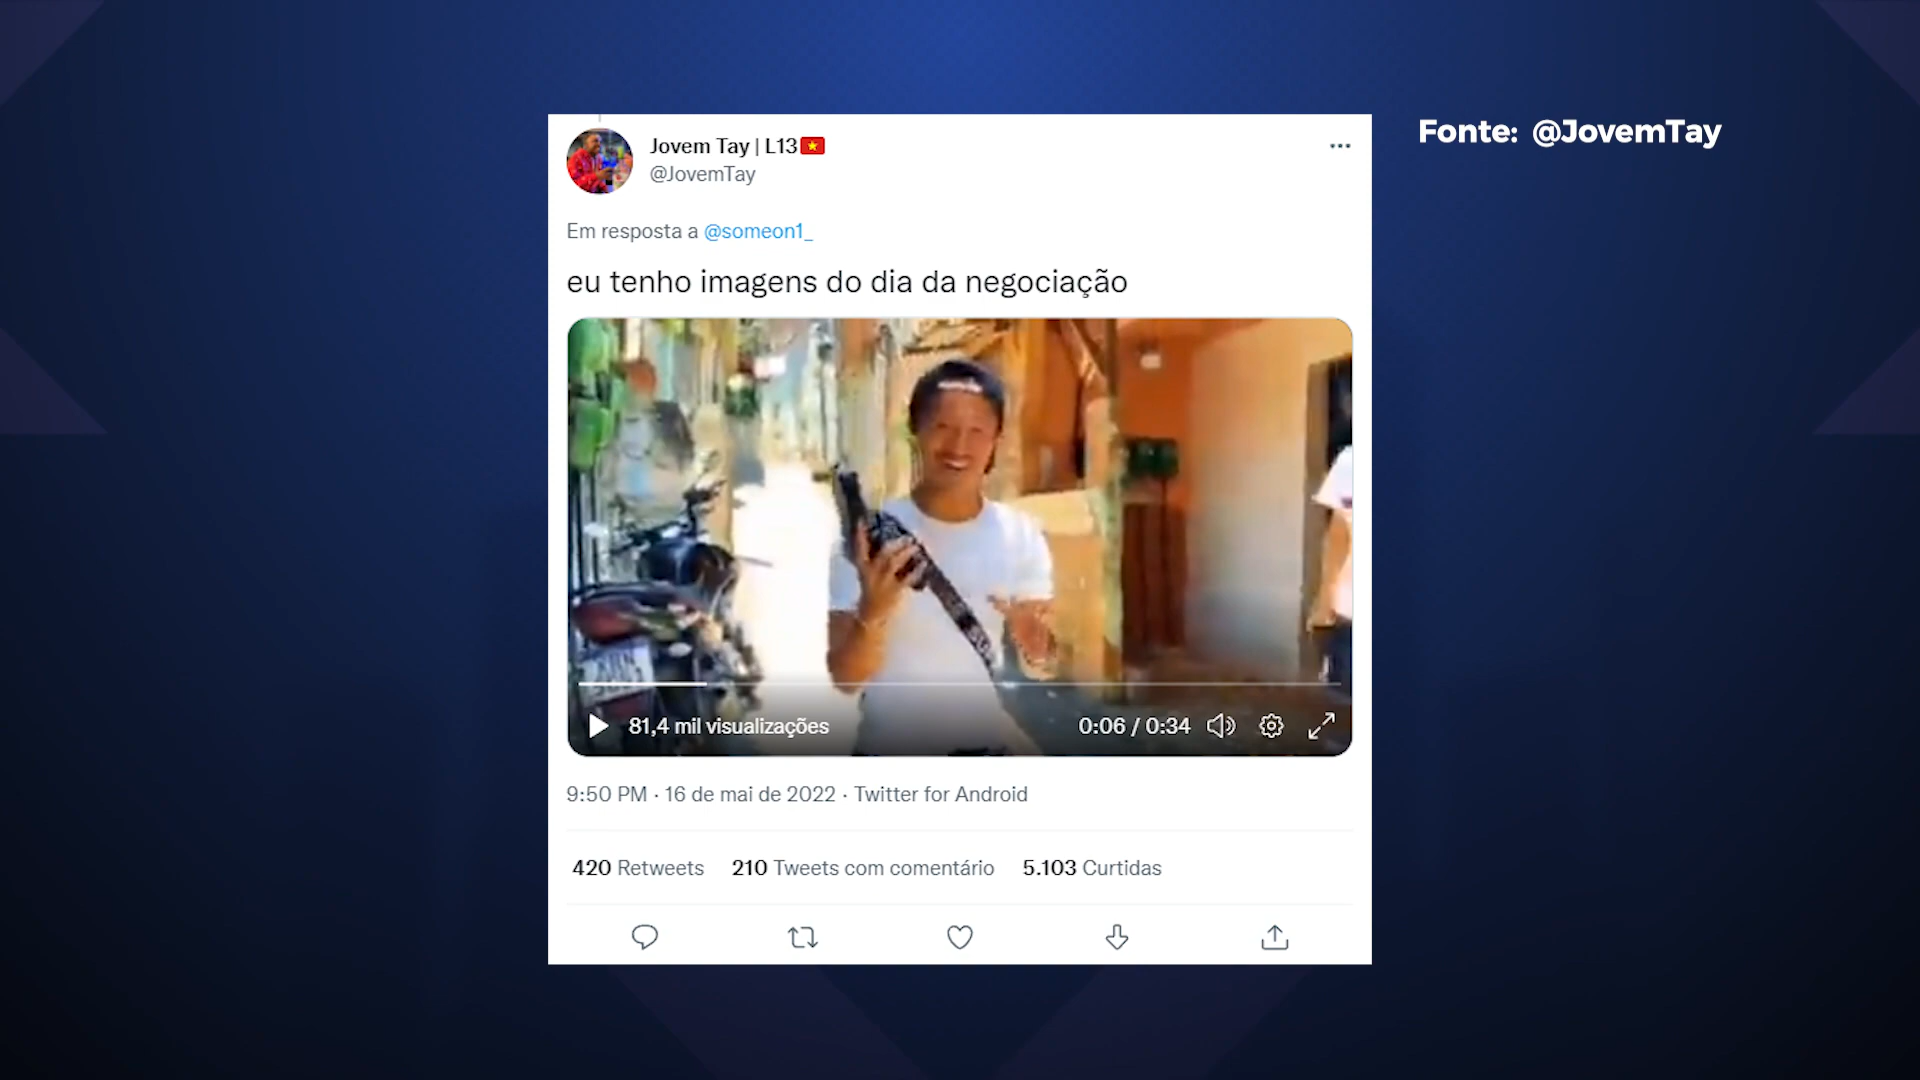 Fonte: @JovemTay
Jovem Tay | L13
@JovemTay
Em resposta a @someon1_
eu tenho imagens do dia da negociação
81,4 mil visualizações
0:06 / 0:34
9:50 PM · 16 de mai de 2022 · Twitter for Android
420 Retweets 210 Tweets com comentário 5.103 Curtidas